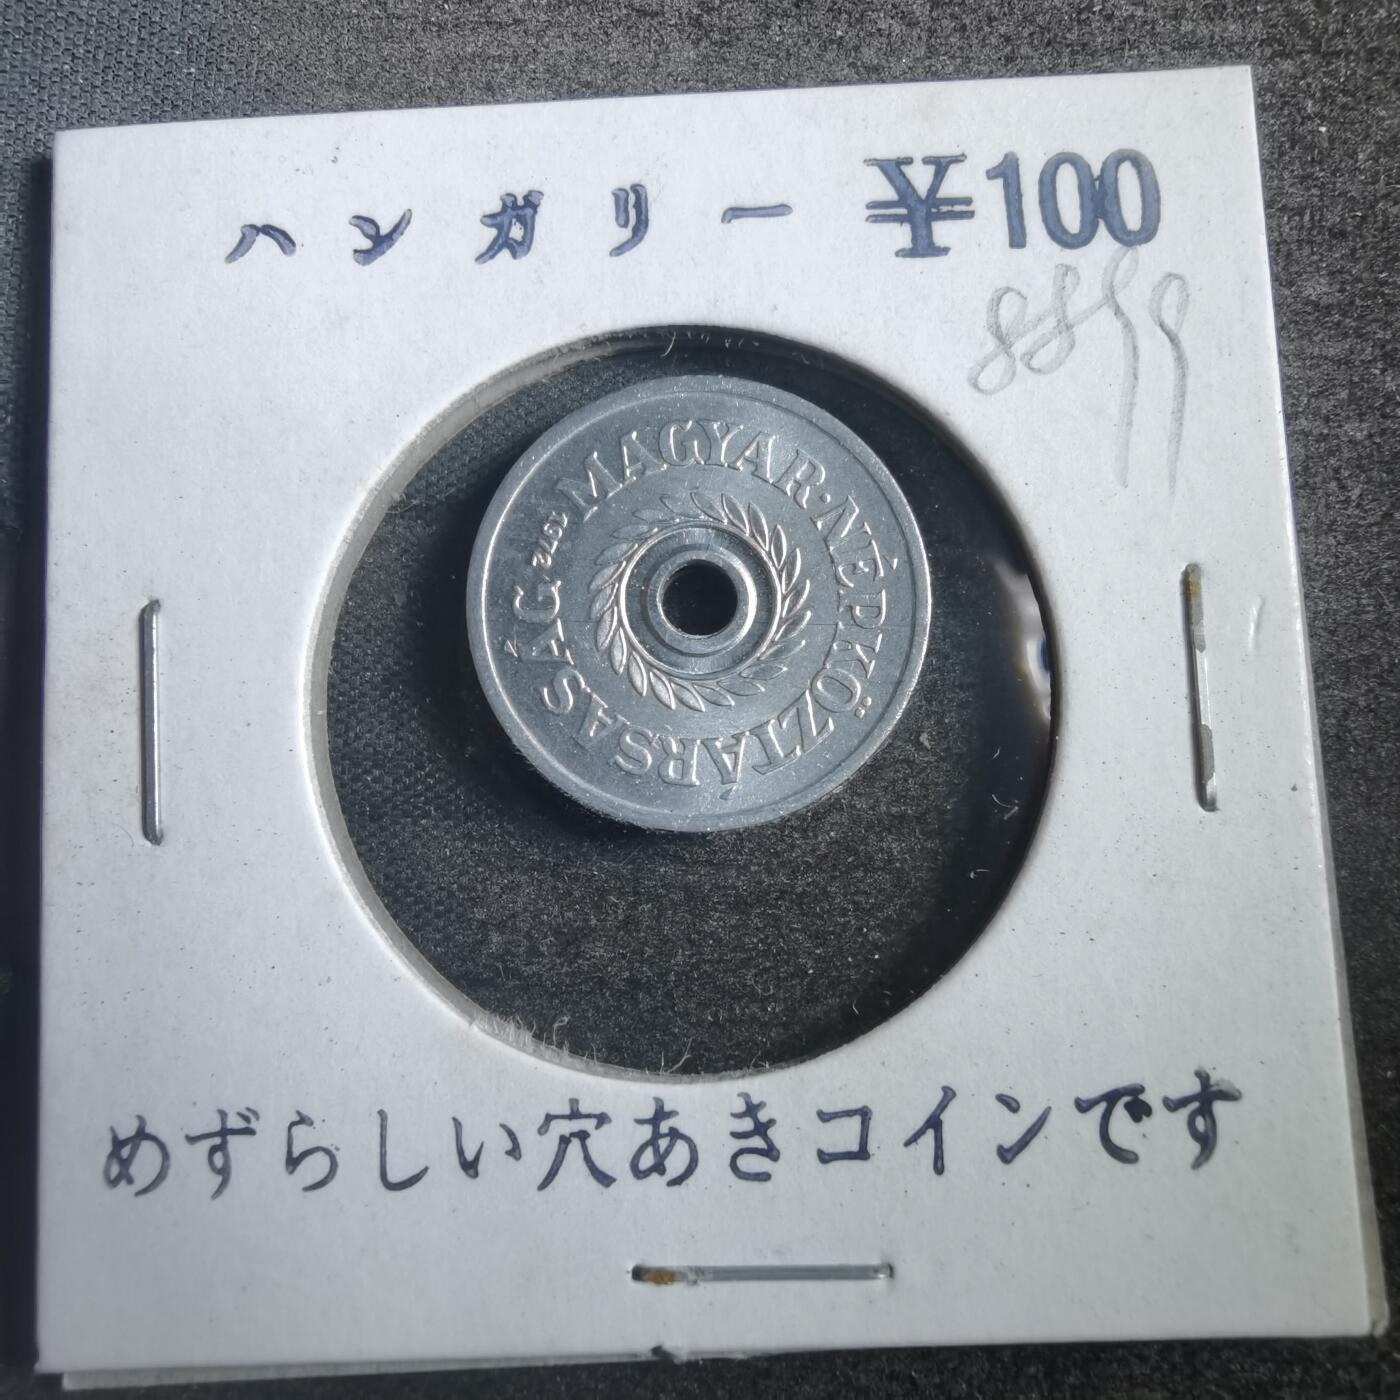 ハンガリー ¥100
8899
MAGYAR·NÉPKÖZTÁRSASÁG
めずらしい穴あきコインです